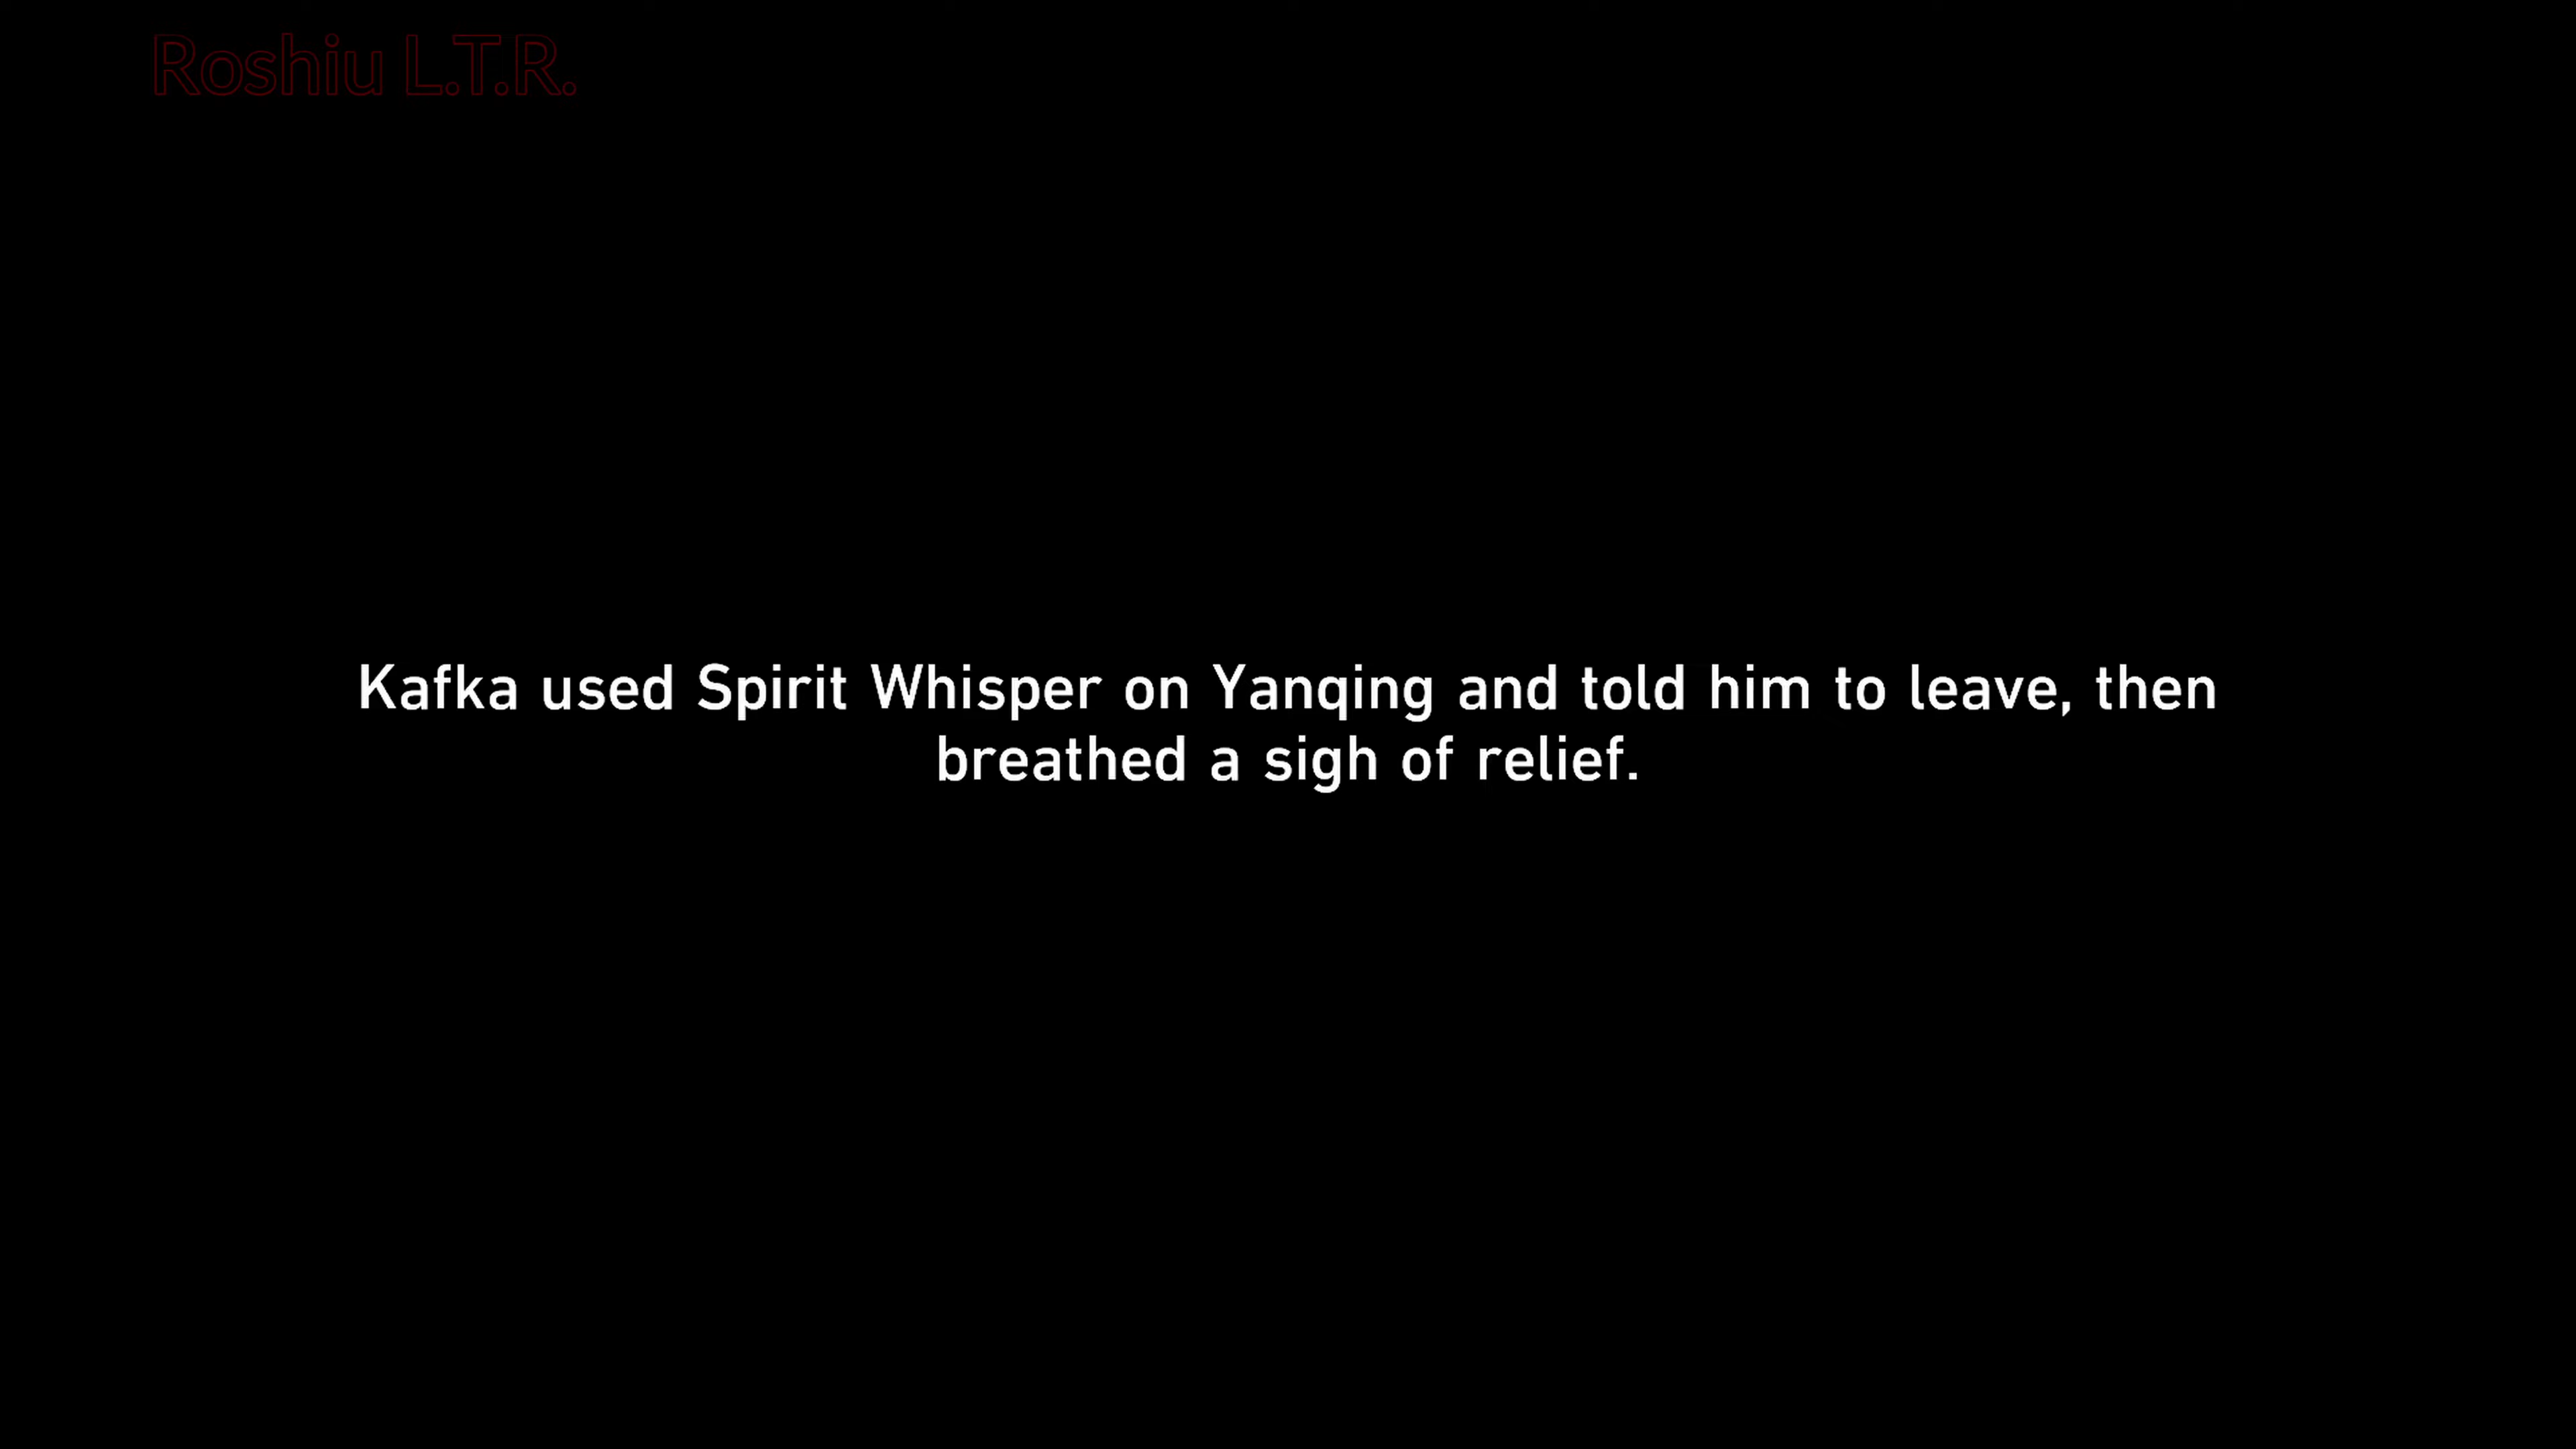 Roshiu L.T.R.
Kafka used Spirit Whisper on Yanqing and told him to leave, then
breathed a sigh of relief.